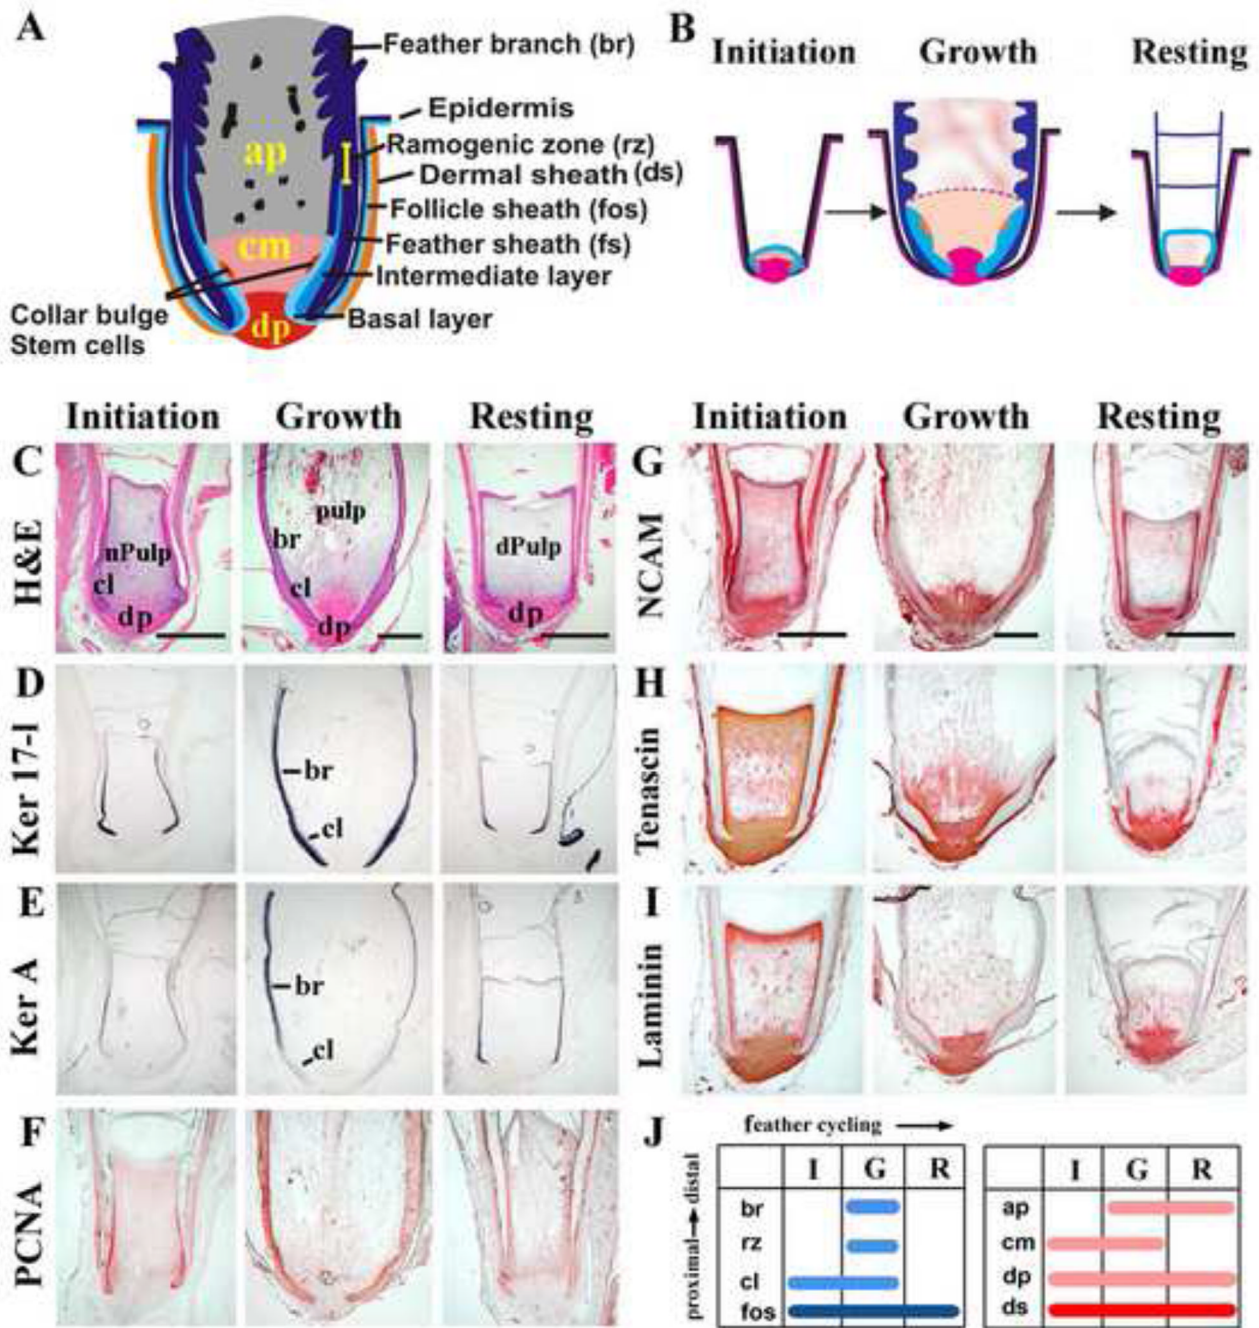 A
Feather branch (br)
Epidermis
Ramogenic zone (rz)
Dermal sheath (ds)
Follicle sheath (fos)
Feather sheath (fs)
Intermediate layer
Basal layer
Collar bulge
Stem cells
ap
cm
dp
B
Initiation Growth Resting
Initiation Growth Resting
C
H&E
nPulp
cl
dp
pulp
br
cl
dp
dPulp
dp
D
Ker 17-l
br
cl
E
Ker A
br
cl
F
PCNA
Initiation Growth Resting
G
NCAM
H
Tenascin
I
Laminin
J
feather cycling
proximal distal
I G R
br
rz
cl
fos
I G R
ap
cm
dp
ds